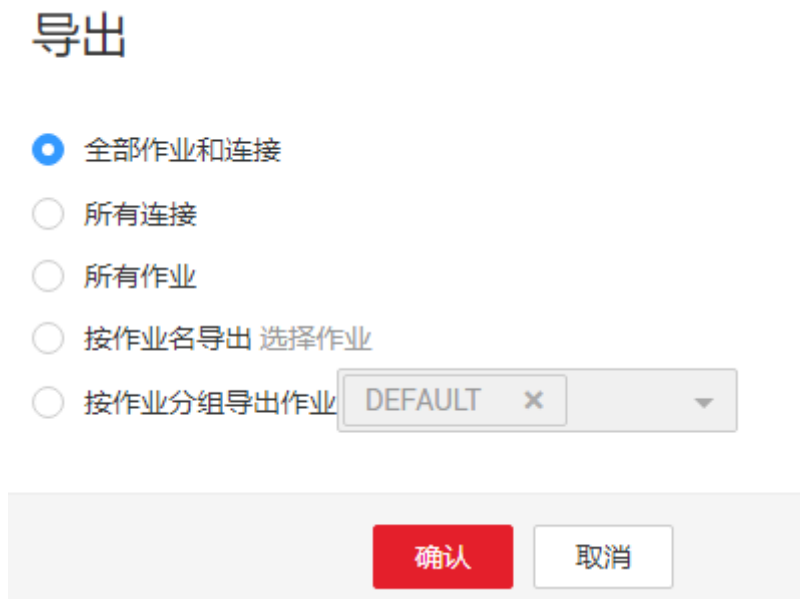 导出
全部作业和连接
所有连接
所有作业
按作业名导出 选择作业
按作业分组导出作业 DEFAULT ×
确认 取消